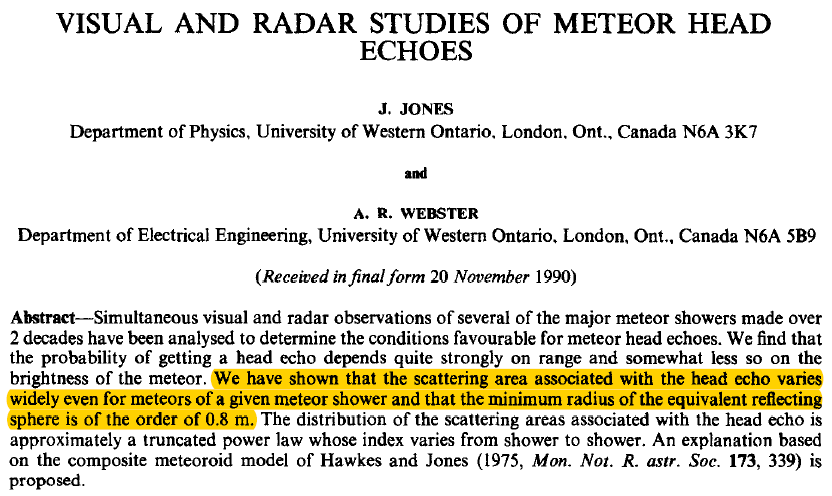 VISUAL AND RADAR STUDIES OF METEOR HEAD
ECHOES
J. JONES
Department of Physics, University of Western Ontario, London, Ont., Canada N6A 3K7
and
A. R. WEBSTER
Department of Electrical Engineering, University of Western Ontario, London, Ont., Canada N6A 5B9
(Received in final form 20 November 1990)
Abstract—Simultaneous visual and radar observations of several of the major meteor showers made over
2 decades have been analysed to determine the conditions favourable for meteor head echoes. We find that
the probability of getting a head echo depends quite strongly on range and somewhat less so on the
brightness of the meteor. We have shown that the scattering area associated with the head echo varies
widely even for meteors of a given meteor shower and that the minimum radius of the equivalent reflecting
sphere is of the order of 0.8 m. The distribution of the scattering areas associated with the head echo is
approximately a truncated power law whose index varies from shower to shower. An explanation based
on the composite meteoroid model of Hawkes and Jones (1975, Mon. Not. R. astr. Soc. 173, 339) is
proposed.